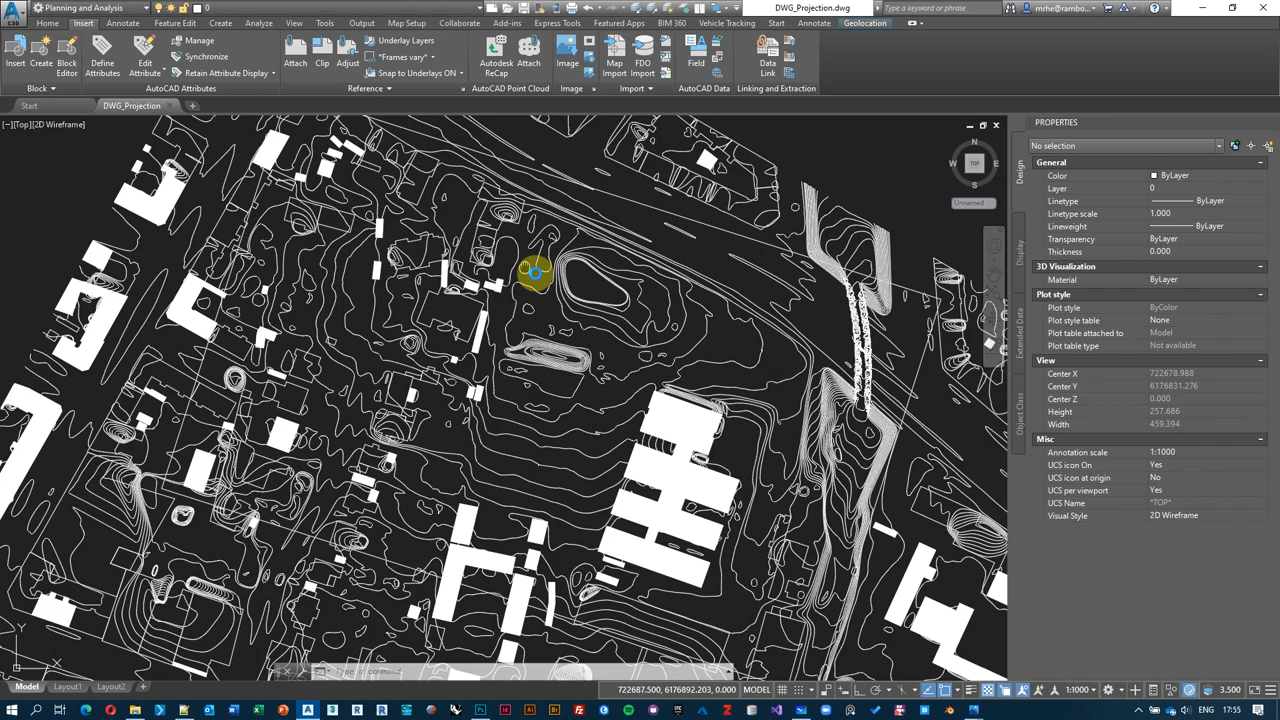 A C3D Planning and Analysis 0 DWG_Projection.dwg Type a keyword or phrase mrhe@rambo...
Home Insert Annotate Feature Edit Create Analyze View Tools Output Map Setup Collaborate Add-ins Express Tools Featured Apps BIM 360 Vehicle Tracking Start Annotate Geolocation
Manage
Synchronize
Retain Attribute Display
Underlay Layers
*Frames vary*
Snap to Underlays ON
Insert Create Block Editor
Define Attributes
Edit Attribute
Attach Clip Adjust
Autodesk ReCap
Attach
Image
Map Import
FDO Import
Field
Data Link
Block AutoCAD Attributes Reference AutoCAD Point Cloud Image Import AutoCAD Data Linking and Extraction
Start DWG_Projection
[−][Top][2D Wireframe]
N
W TOP E
S
Unnamed
PROPERTIES
No selection
Design
Display
Extended Data
Object Class
General
Color ByLayer
Layer 0
Linetype ByLayer
Linetype scale 1.000
Lineweight ByLayer
Transparency ByLayer
Thickness 0.000
3D Visualization
Material ByLayer
Plot style
Plot style ByColor
Plot style table None
Plot table attached to Model
Plot table type Not available
View
Center X 722678.988
Center Y 6176831.276
Center Z 0.000
Height 257.686
Width 459.394
Misc
Annotation scale 1:1000
UCS icon On Yes
UCS icon at origin No
UCS per viewport Yes
UCS Name *TOP*
Visual Style 2D Wireframe
Y
X
Type a command
Model Layout1 Layout2 +
722687.500, 6176892.203, 0.000 MODEL 1:1000 3.500
ENG 17:55